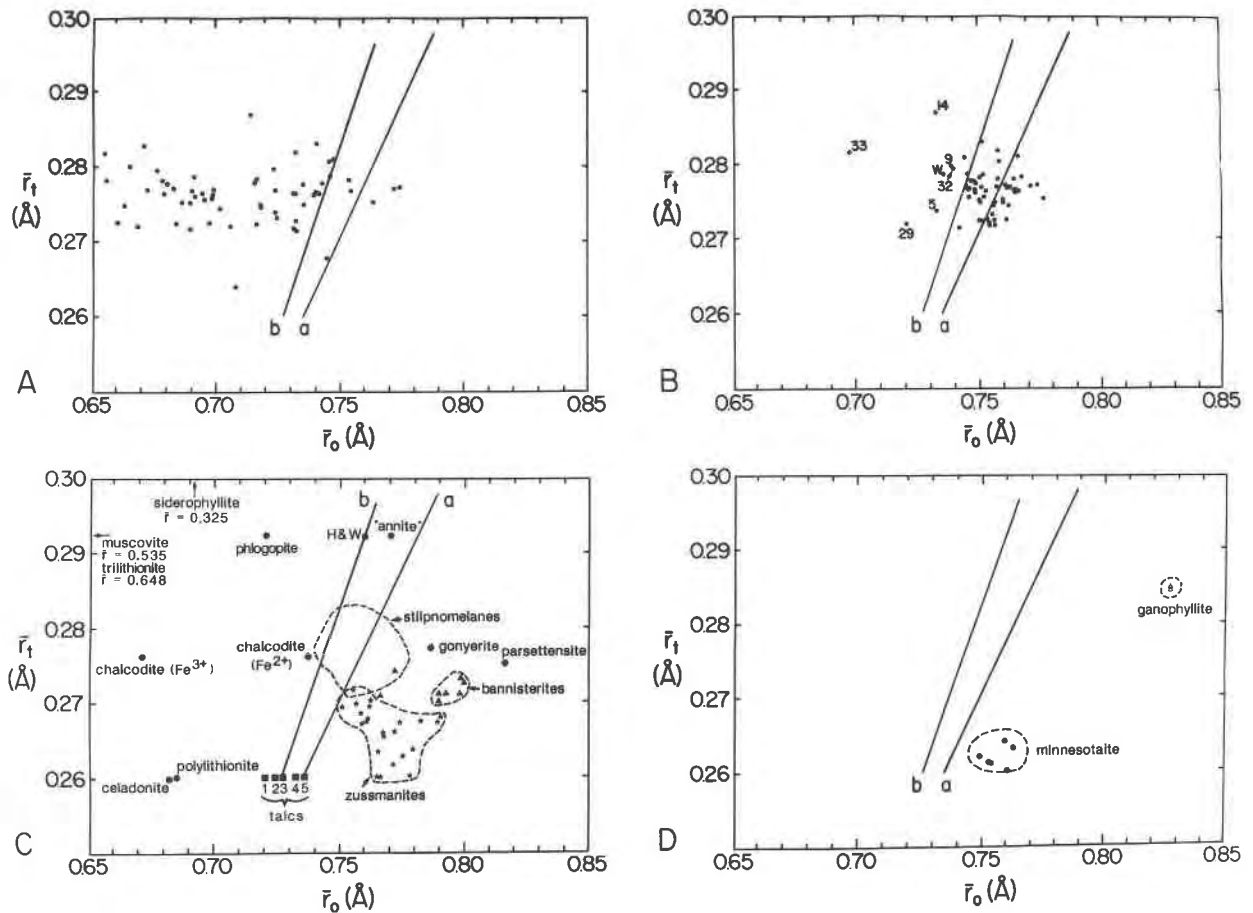 0.30
0.29
0.28
0.27
0.26
r̄t
(Å)
b a
A
0.65 0.70 0.75 0.80 0.85
r̄o (Å)
0.30
0.29
0.28
0.27
0.26
r̄t
(Å)
14
33
9
W
32
5
29
b a
B
0.65 0.70 0.75 0.80 0.85
r̄o (Å)
0.30
0.29
0.28
0.27
0.26
r̄t
(Å)
siderophyllite
r̄ = 0.325
muscovite
r̄ = 0.535
trilithionite
r̄ = 0.648
phlogopite
b
a
H&W
"annite"
stilpnomelanes
chalcodite (Fe3+)
chalcodite
(Fe2+)
gonyerite
parsettensite
bannisterites
polylithionite
celadonite
1 23 45
talcs
zussmanites
C
0.65 0.70 0.75 0.80 0.85
r̄o (Å)
0.30
0.29
0.28
0.27
0.26
r̄t
(Å)
ganophyllite
minnesotaite
b a
D
0.65 0.70 0.75 0.80 0.85
r̄o (Å)